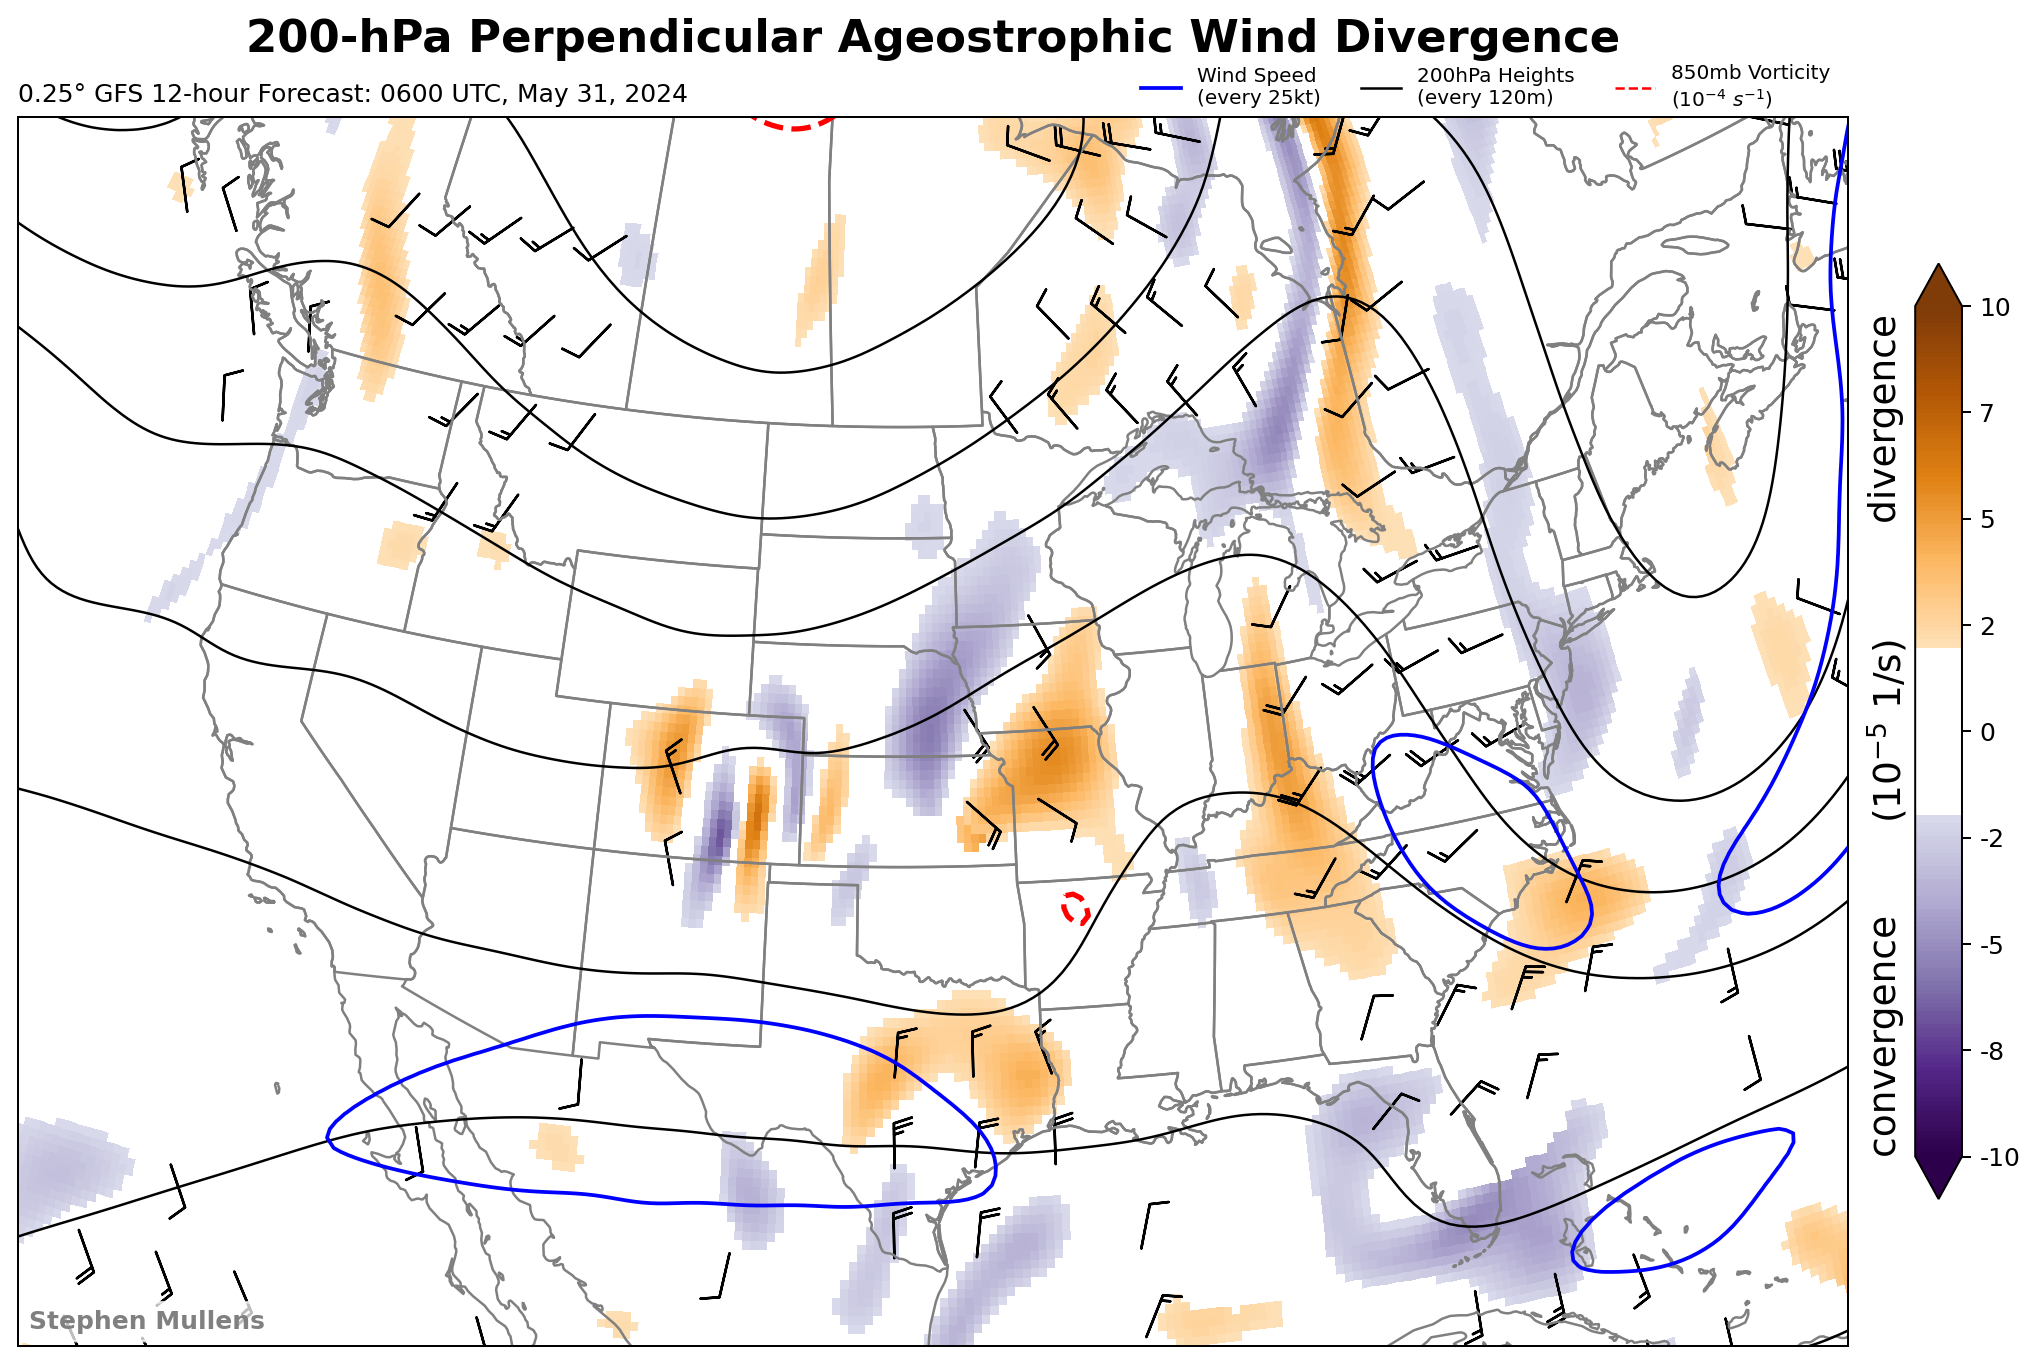 200-hPa Perpendicular Ageostrophic Wind Divergence
0.25° GFS 12-hour Forecast: 0600 UTC, May 31, 2024
Wind Speed
(every 25kt)
200hPa Heights
(every 120m)
850mb Vorticity
(10⁻⁴ s⁻¹)
10
7
5
2
0
-2
-5
-8
-10
convergence (10⁻⁵ 1/s) divergence
Stephen Mullens